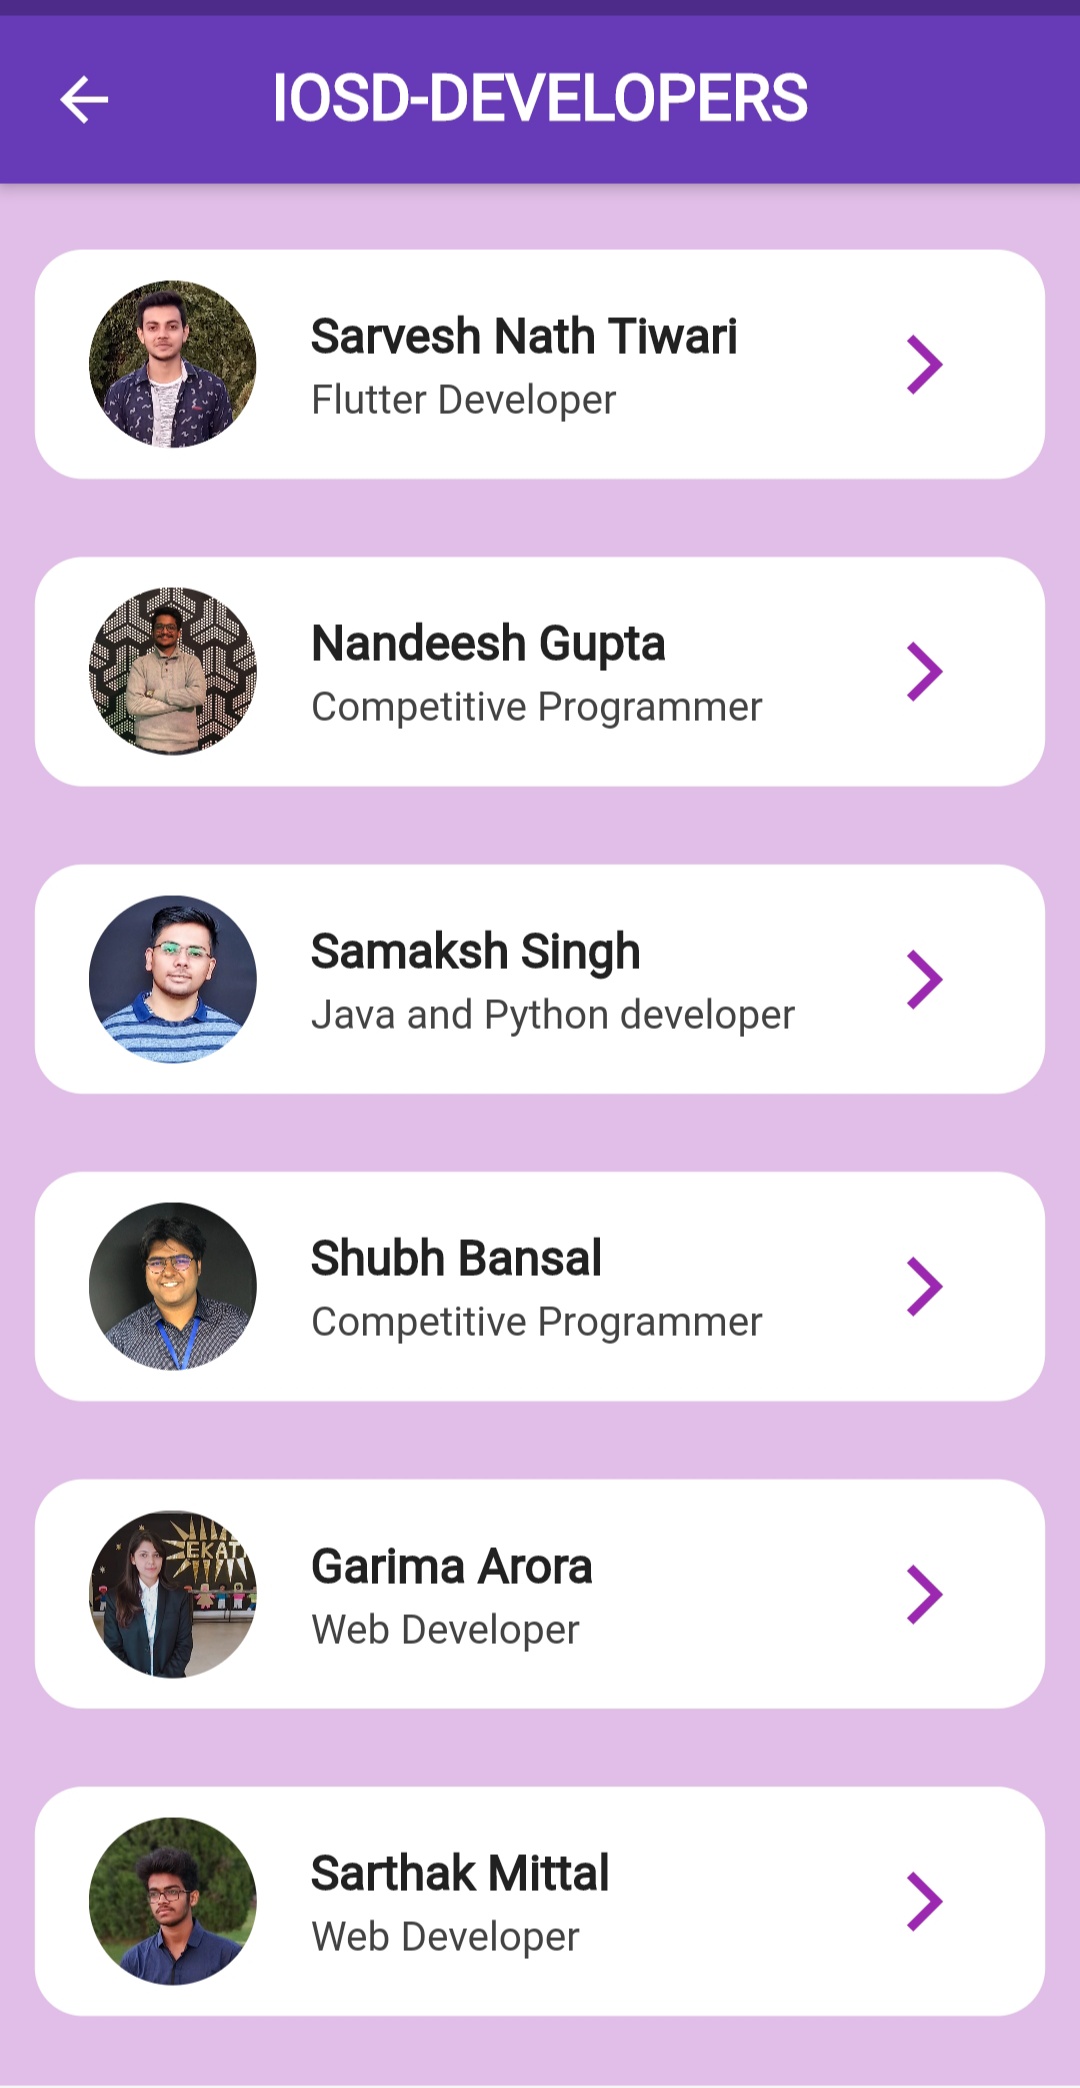 IOSD-DEVELOPERS
Sarvesh Nath Tiwari
Flutter Developer
Nandeesh Gupta
Competitive Programmer
Samaksh Singh
Java and Python developer
Shubh Bansal
Competitive Programmer
EKAT
Garima Arora
Web Developer
Sarthak Mittal
Web Developer